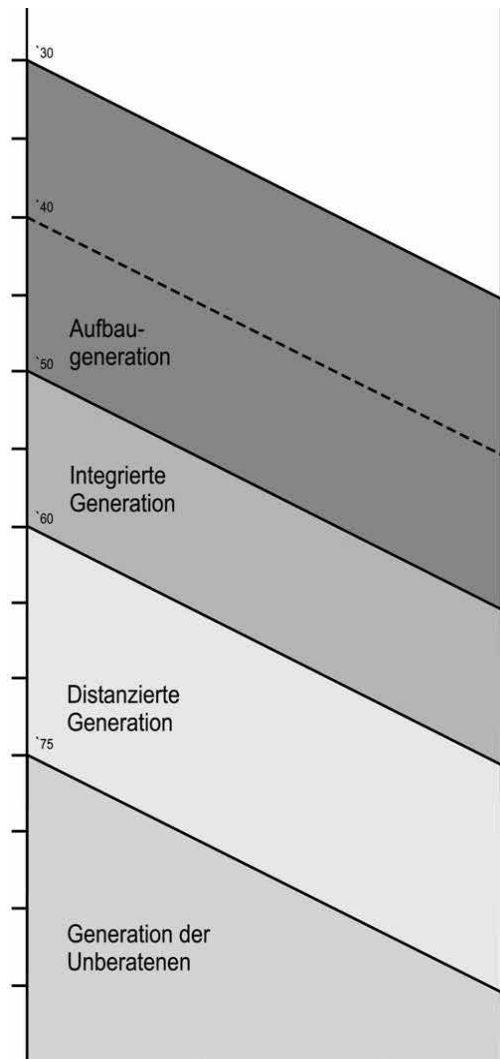 `30
`40
Aufbau-
generation
`50
Integrierte
Generation
`60
Distanzierte
Generation
`75
Generation der
Unberatenen